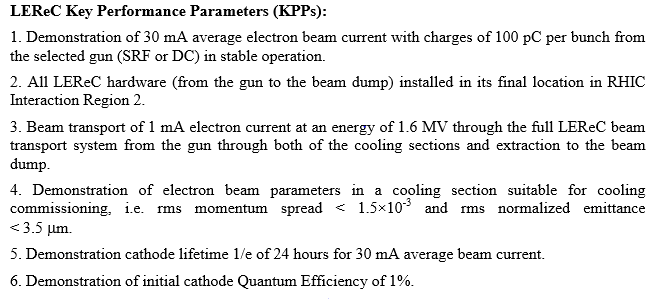 LEReC Key Performance Parameters (KPPs):
1. Demonstration of 30 mA average electron beam current with charges of 100 pC per bunch from
the selected gun (SRF or DC) in stable operation.
2. All LEReC hardware (from the gun to the beam dump) installed in its final location in RHIC
Interaction Region 2.
3. Beam transport of 1 mA electron current at an energy of 1.6 MV through the full LEReC beam
transport system from the gun through both of the cooling sections and extraction to the beam
dump.
4. Demonstration of electron beam parameters in a cooling section suitable for cooling
commissioning, i.e. rms momentum spread < 1.5×10⁻³ and rms normalized emittance
< 3.5 μm.
5. Demonstration cathode lifetime 1/e of 24 hours for 30 mA average beam current.
6. Demonstration of initial cathode Quantum Efficiency of 1%.